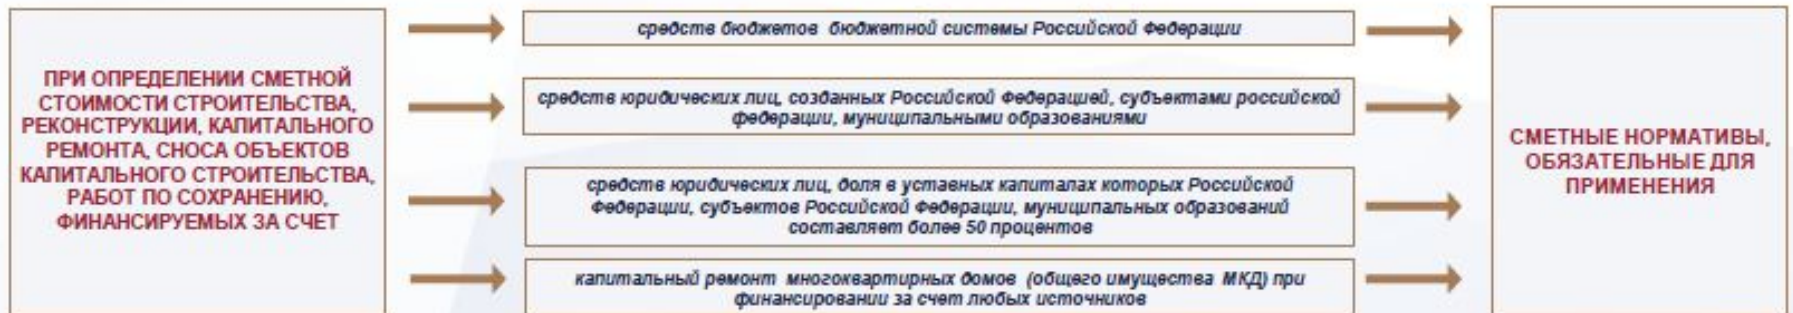 ПРИ ОПРЕДЕЛЕНИИ СМЕТНОЙ
СТОИМОСТИ СТРОИТЕЛЬСТВА,
РЕКОНСТРУКЦИИ, КАПИТАЛЬНОГО
РЕМОНТА, СНОСА ОБЪЕКТОВ
КАПИТАЛЬНОГО СТРОИТЕЛЬСТВА,
РАБОТ ПО СОХРАНЕНИЮ,
ФИНАНСИРУЕМЫХ ЗА СЧЕТ
средств бюджетов бюджетной системы Российской Федерации
средств юридических лиц, созданных Российской Федерацией, субъектами российской
федерации, муниципальными образованиями
средств юридических лиц, доля в уставных капиталах которых Российской
Федерации, субъектов Российской Федерации, муниципальных образований
составляет более 50 процентов
капитальный ремонт многоквартирных домов (общего имущества МКД) при
финансировании за счет любых источников
СМЕТНЫЕ НОРМАТИВЫ,
ОБЯЗАТЕЛЬНЫЕ ДЛЯ
ПРИМЕНЕНИЯ